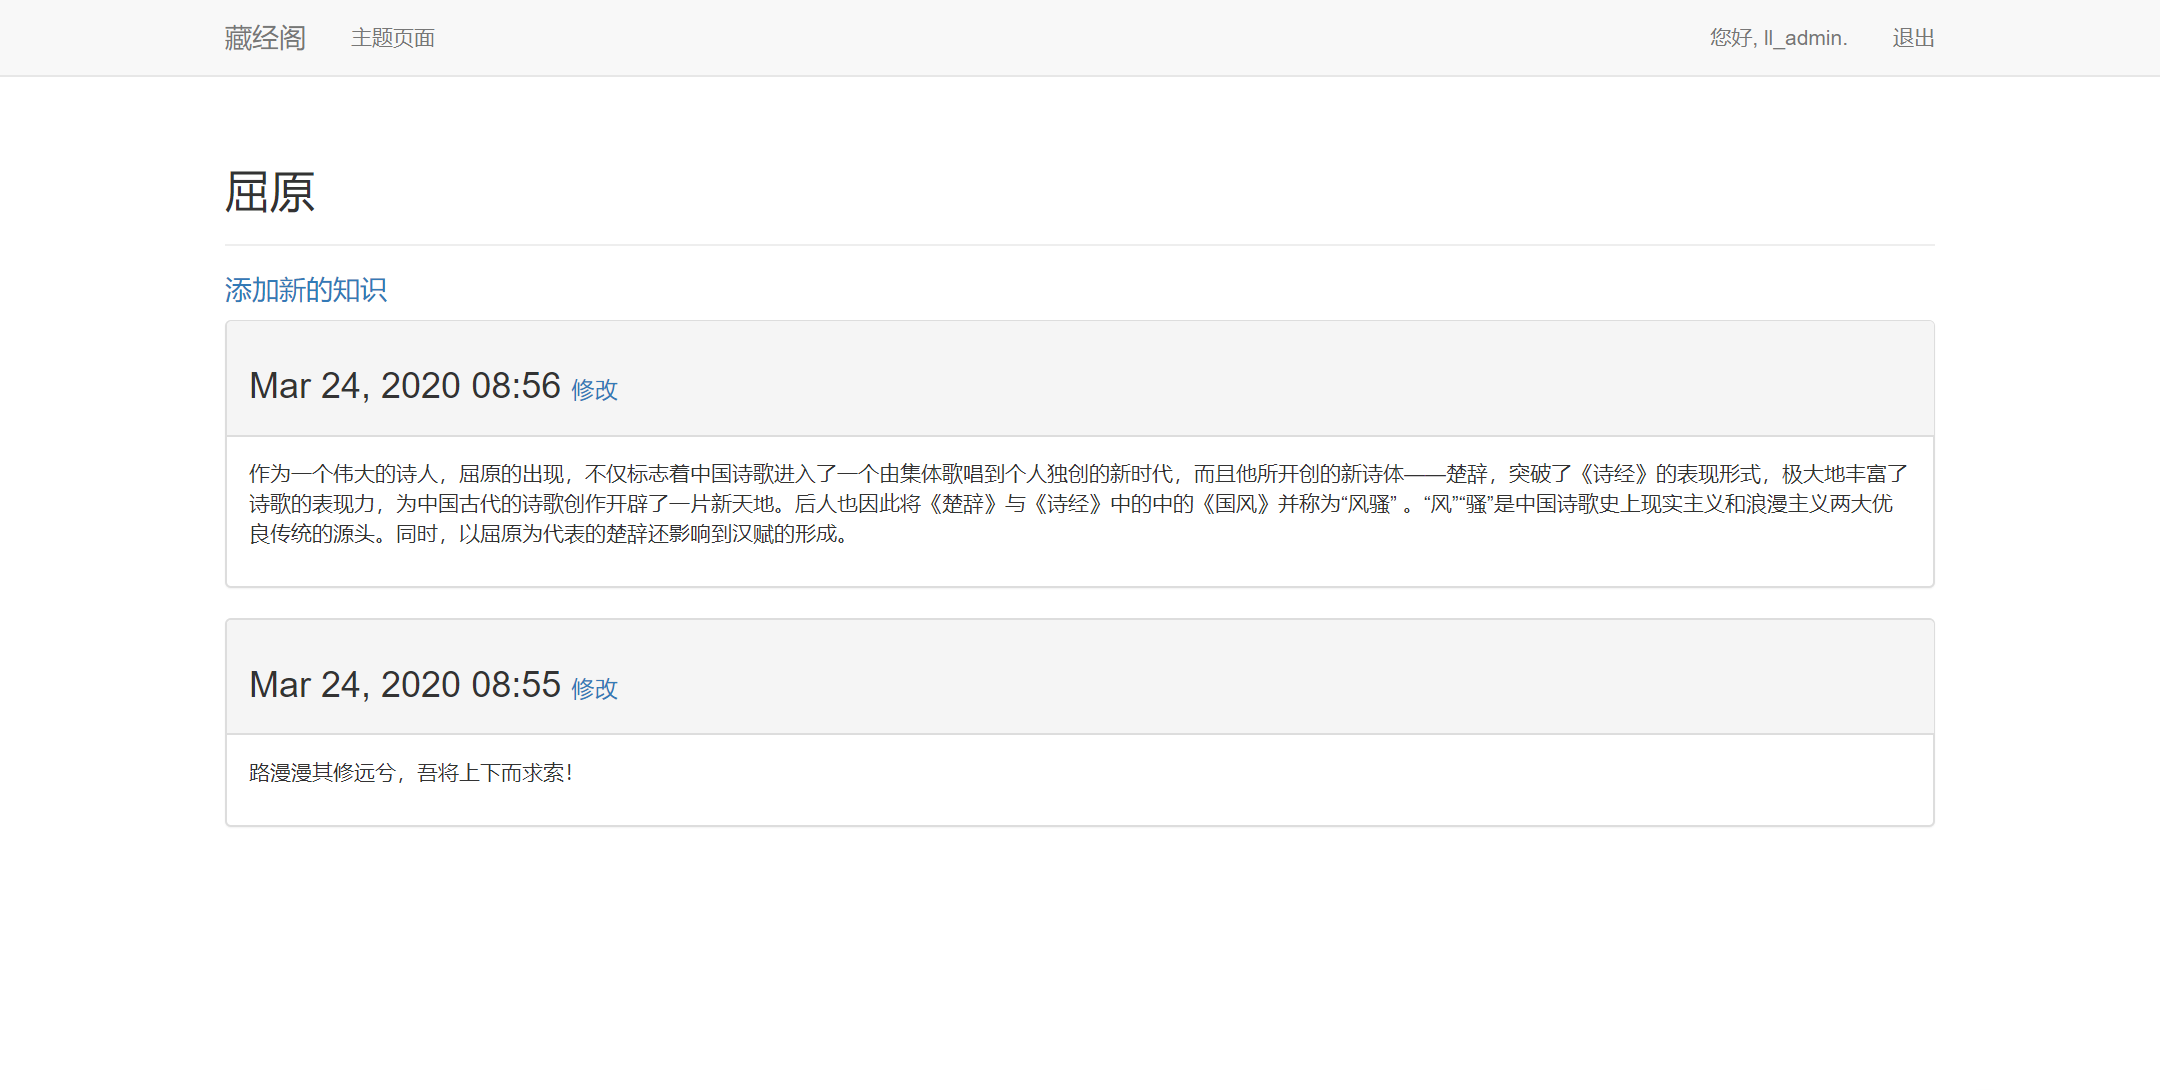 藏经阁 主题页面 您好, ll_admin. 退出
屈原
添加新的知识
Mar 24, 2020 08:56 修改
作为一个伟大的诗人，屈原的出现，不仅标志着中国诗歌进入了一个由集体歌唱到个人独创的新时代，而且他所开创的新诗体——楚辞，突破了《诗经》的表现形式，极大地丰富了
诗歌的表现力，为中国古代的诗歌创作开辟了一片新天地。后人也因此将《楚辞》与《诗经》中的中的《国风》并称为“风骚” 。“风”“骚”是中国诗歌史上现实主义和浪漫主义两大优
良传统的源头。同时，以屈原为代表的楚辞还影响到汉赋的形成。
Mar 24, 2020 08:55 修改
路漫漫其修远兮，吾将上下而求索！